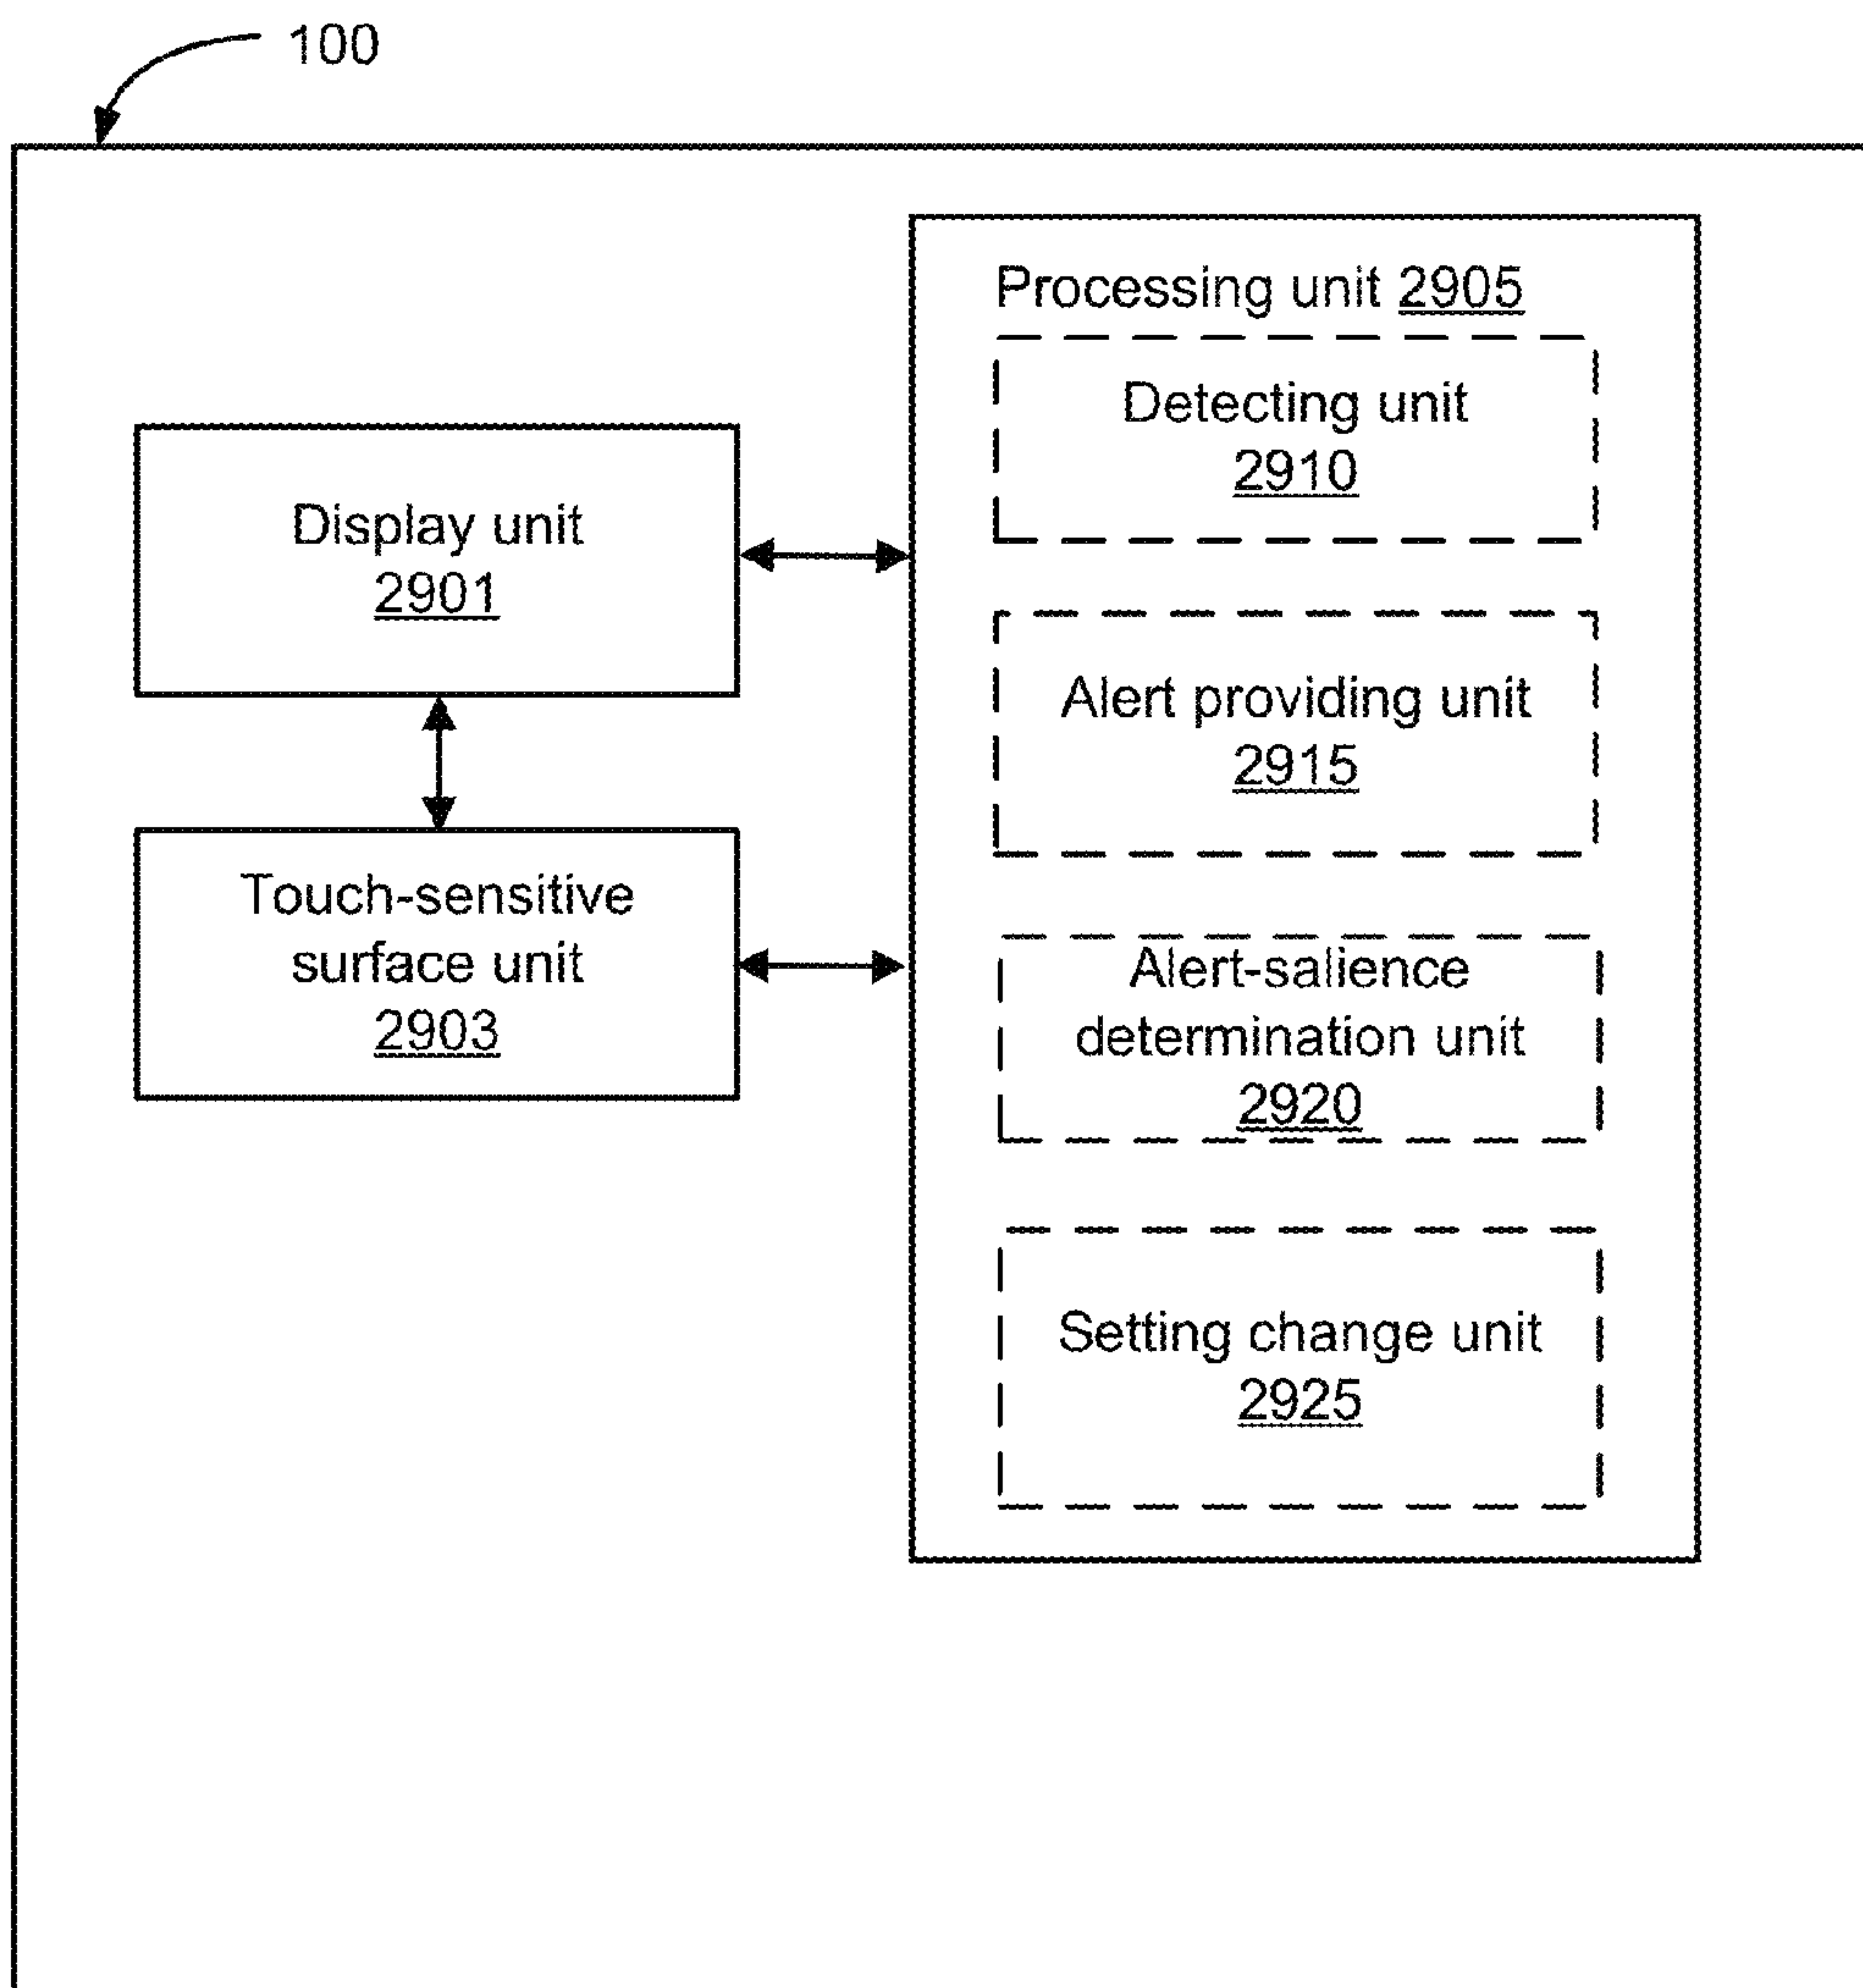 100
Processing unit 2905
Detecting unit
2910
Display unit
2901
Alert providing unit
2915
Touch-sensitive
surface unit
2903
Alert-salience
determination unit
2920
Setting change unit
2925